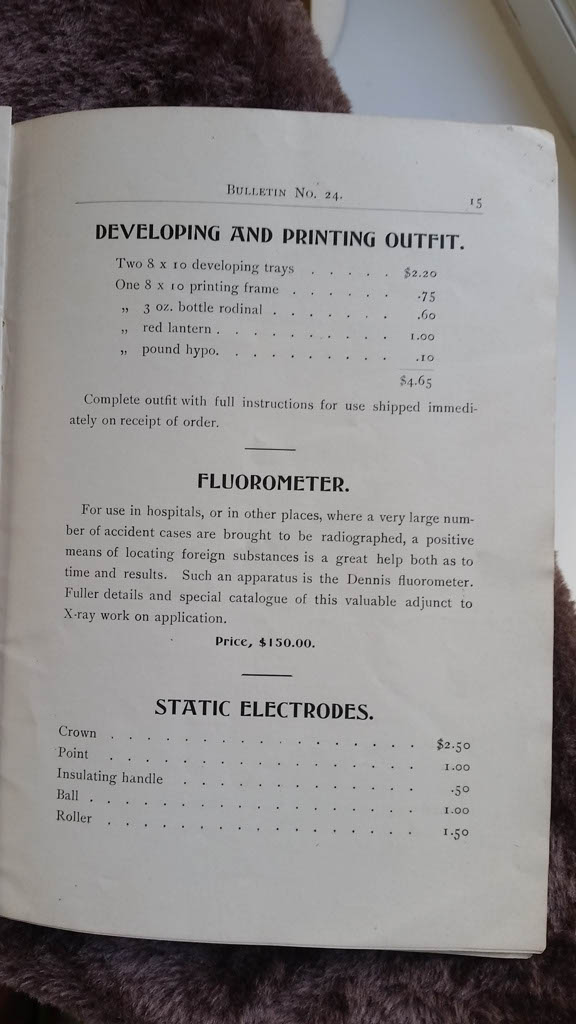 BULLETIN NO. 24.
15
DEVELOPING AND PRINTING OUTFIT.
Two 8 x 10 developing trays . . . . . $2.20
One 8 x 10 printing frame . . . . . . .75
„ 3 oz. bottle rodinal . . . . . . . .60
„ red lantern . . . . . . . . . 1.00
„ pound hypo. . . . . . . . . . .10
$4.65
Complete outfit with full instructions for use shipped immedi-
ately on receipt of order.
FLUOROMETER.
For use in hospitals, or in other places, where a very large num-
ber of accident cases are brought to be radiographed, a positive
means of locating foreign substances is a great help both as to
time and results. Such an apparatus is the Dennis fluorometer.
Fuller details and special catalogue of this valuable adjunct to
X-ray work on application.
Price, $150.00.
STATIC ELECTRODES.
Crown . . . . . . . . . . . . . . . . . $2.50
Point . . . . . . . . . . . . . . . . . 1.00
Insulating handle . . . . . . . . . . . . .50
Ball . . . . . . . . . . . . . . . . . . 1.00
Roller . . . . . . . . . . . . . . . . . 1.50